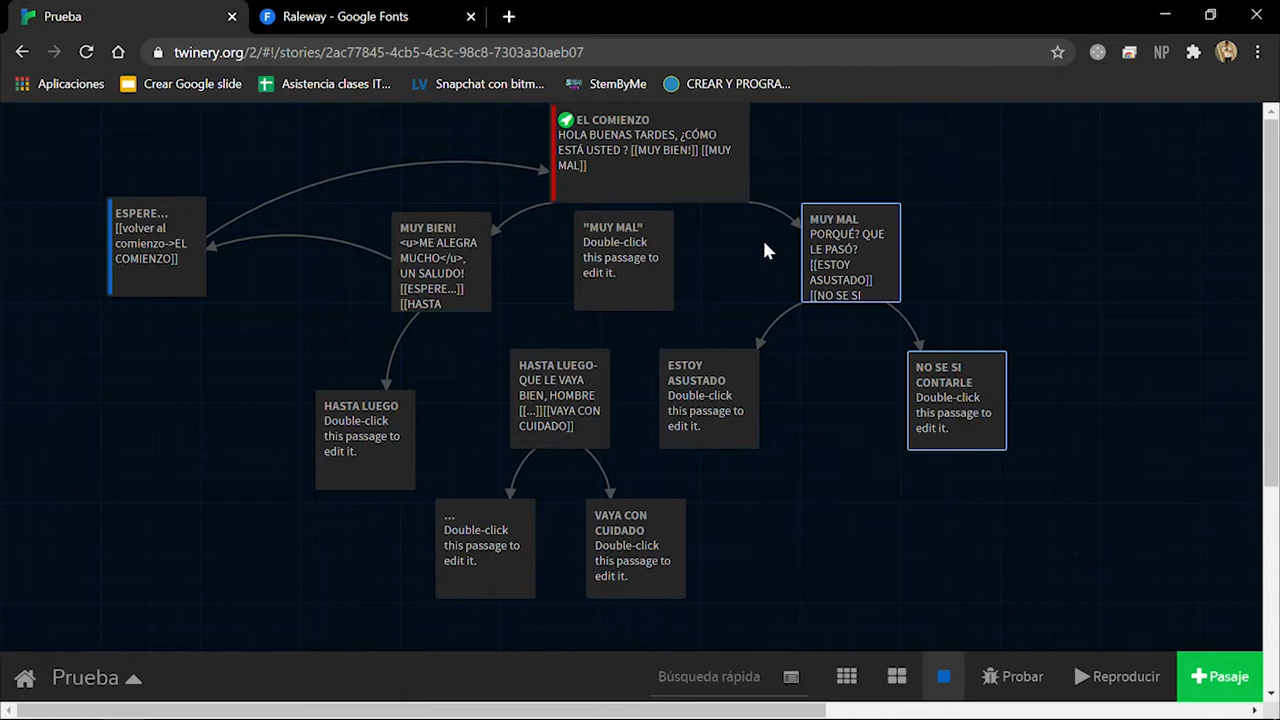 Prueba
Raleway - Google Fonts
twinery.org/2/#!/stories/2ac77845-4cb5-4c3c-98c8-7303a30aeb07
NP
Aplicaciones
Crear Google slide
Asistencia clases IT...
LV Snapchat con bitm...
StemByMe
CREAR Y PROGRA...
EL COMIENZO
HOLA BUENAS TARDES, ¿CÓMO
ESTÁ USTED ? [[MUY BIEN!]] [[MUY
MAL]]
ESPERE...
[[volver al
comienzo->EL
COMIENZO]]
MUY BIEN!
<u>ME ALEGRA
MUCHO</u>,
UN SALUDO!
[[ESPERE...]]
[[HASTA
"MUY MAL"
Double-click
this passage to
edit it.
MUY MAL
PORQUÉ? QUE
LE PASÓ?
[[ESTOY
ASUSTADO]]
[[NO SE SI
HASTA LUEGO
Double-click
this passage to
edit it.
HASTA LUEGO-
QUE LE VAYA
BIEN, HOMBRE
[[...]][[VAYA CON
CUIDADO]]
ESTOY
ASUSTADO
Double-click
this passage to
edit it.
NO SE SI
CONTARLE
Double-click
this passage to
edit it.
...
Double-click
this passage to
edit it.
VAYA CON
CUIDADO
Double-click
this passage to
edit it.
Prueba
Búsqueda rápida
Probar
Reproducir
+Pasaje